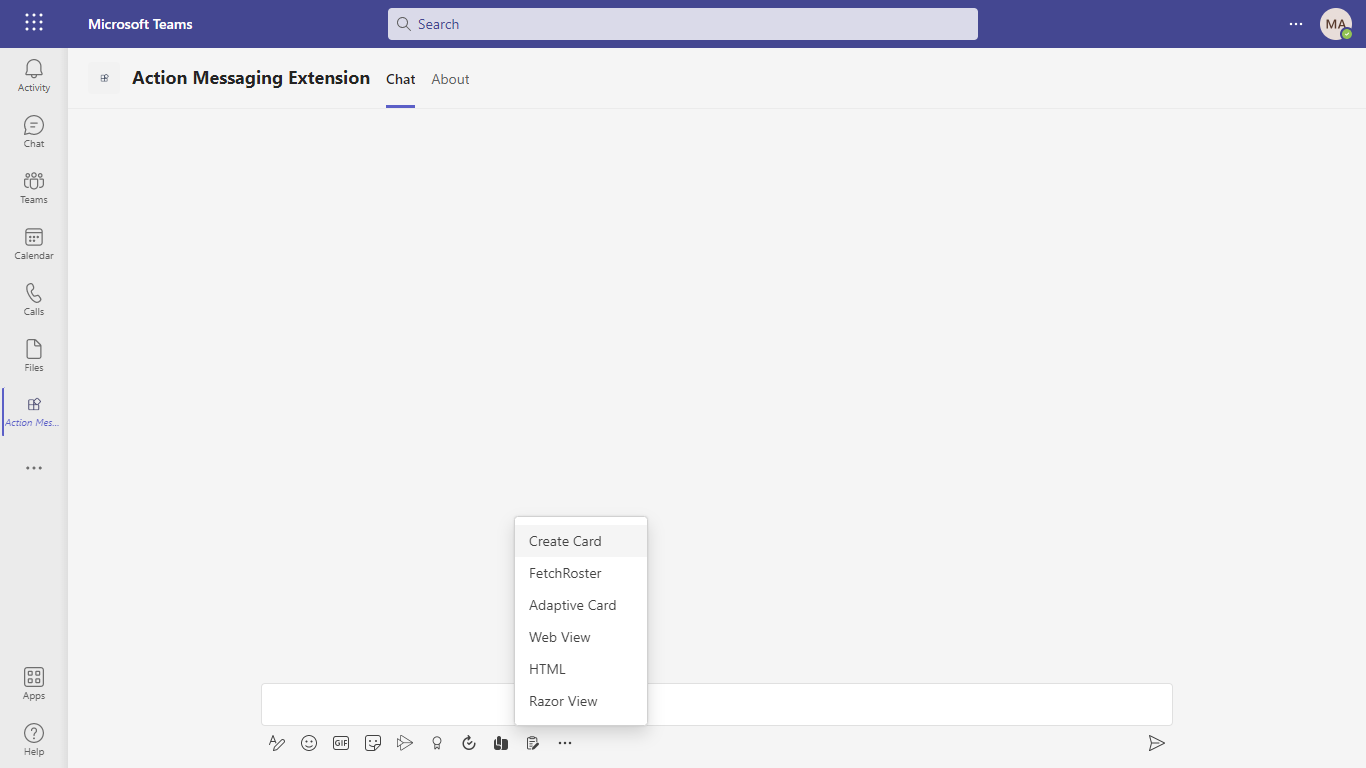 Microsoft Teams
Search
MA
Activity
Chat
Teams
Calendar
Calls
Files
Action Mes...
Apps
Help
Action Messaging Extension
Chat
About
Create Card
FetchRoster
Adaptive Card
Web View
HTML
Razor View
GIF